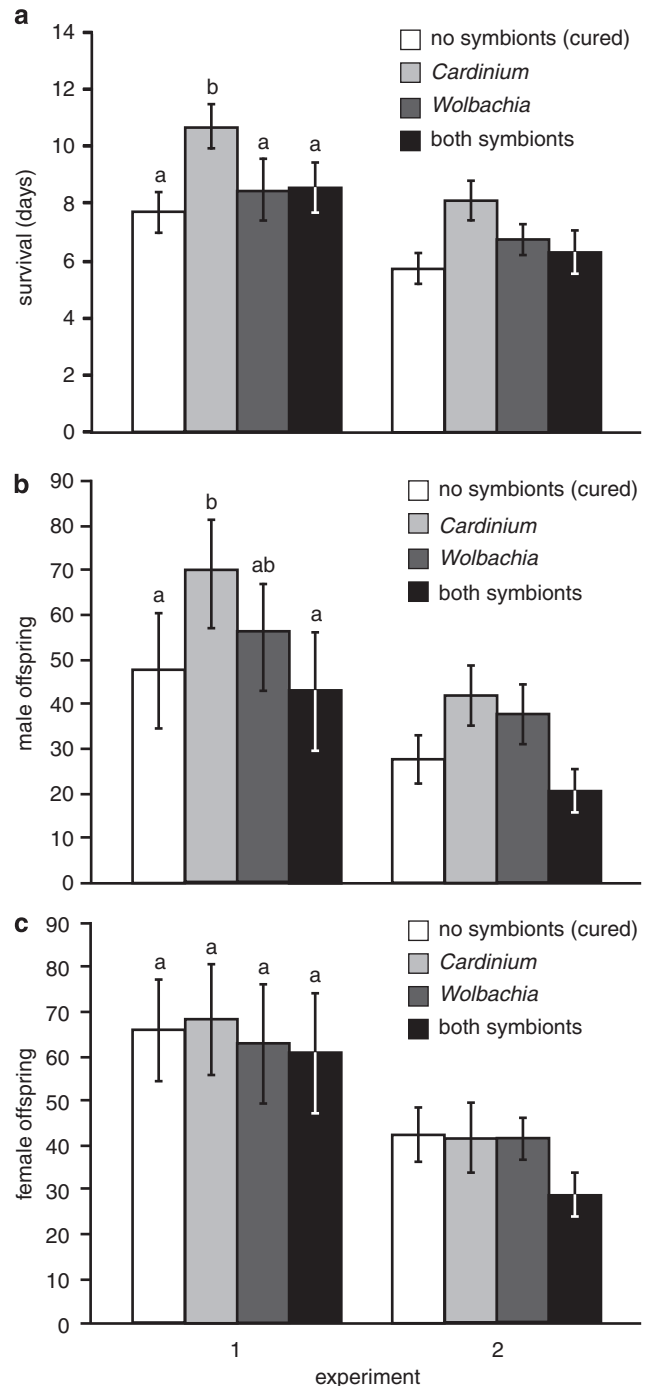 a
14
12
10
8
6
4
2
0
survival (days)
no symbionts (cured)
Cardinium
Wolbachia
both symbionts
a
b
a
a
b
90
80
70
60
50
40
30
20
10
0
male offspring
no symbionts (cured)
Cardinium
Wolbachia
both symbionts
a
b
ab
a
c
90
80
70
60
50
40
30
20
10
0
female offspring
no symbionts (cured)
Cardinium
Wolbachia
both symbionts
a
a
a
a
1
2
experiment